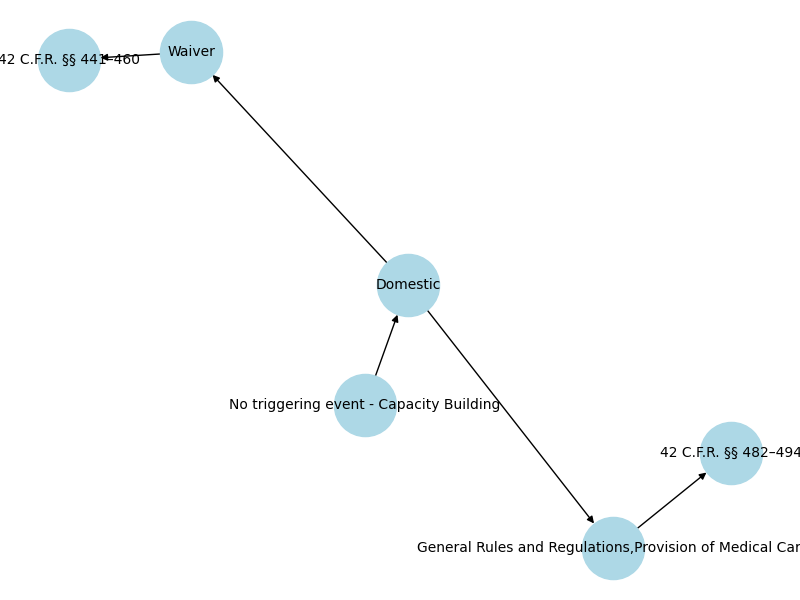 Waiver
42 C.F.R. §§ 441–460
Domestic
No triggering event - Capacity Building
42 C.F.R. §§ 482–494
General Rules and Regulations,Provision of Medical